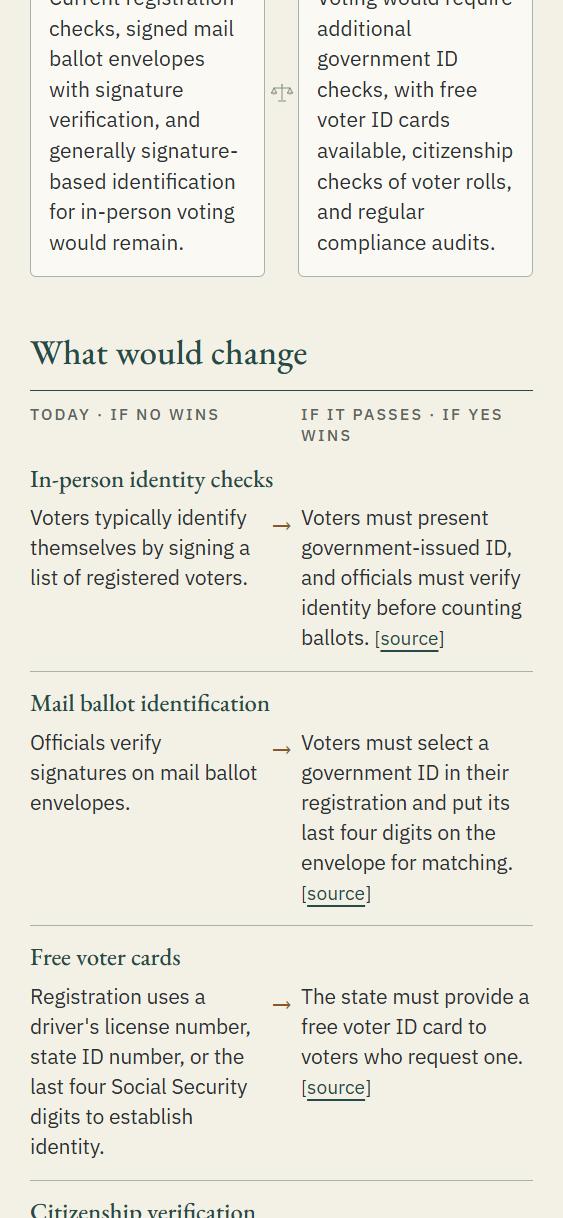 Current registration
checks, signed mail
ballot envelopes
with signature
verification, and
generally signature-
based identification
for in-person voting
would remain.
Voting would require
additional
government ID
checks, with free
voter ID cards
available, citizenship
checks of voter rolls,
and regular
compliance audits.
What would change
TODAY · IF NO WINS
IF IT PASSES · IF YES
WINS
In-person identity checks
Voters typically identify
themselves by signing a
list of registered voters.
→
Voters must present
government-issued ID,
and officials must verify
identity before counting
ballots. [source]
Mail ballot identification
Officials verify
signatures on mail ballot
envelopes.
→
Voters must select a
government ID in their
registration and put its
last four digits on the
envelope for matching.
[source]
Free voter cards
Registration uses a
driver's license number,
state ID number, or the
last four Social Security
digits to establish
identity.
→
The state must provide a
free voter ID card to
voters who request one.
[source]
Citizenship verification